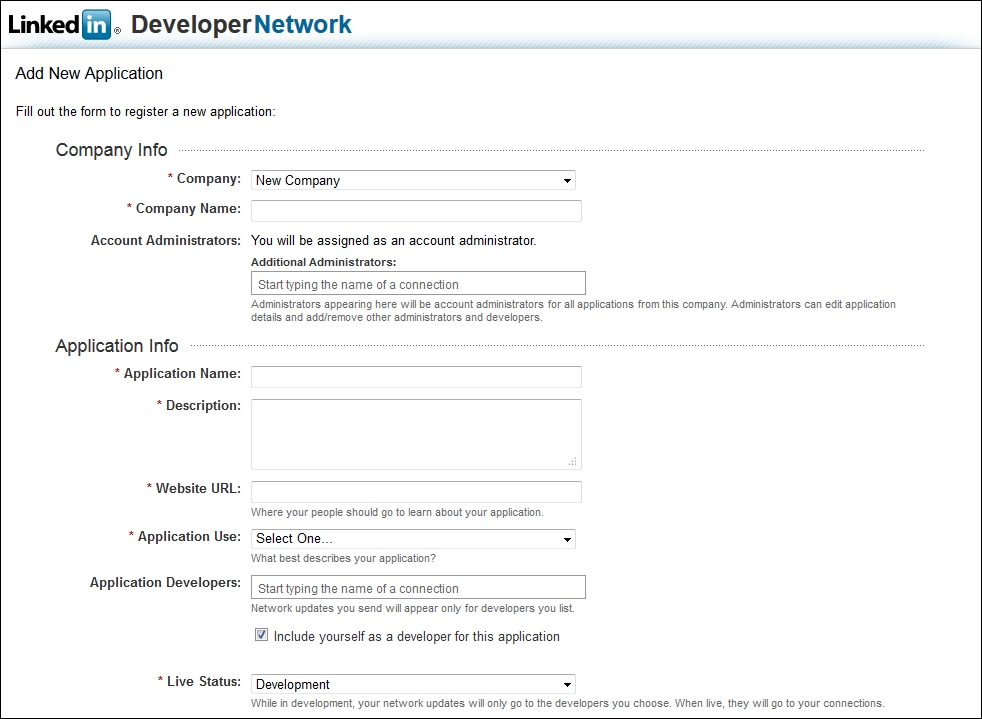 Linked in ® DeveloperNetwork
Add New Application
Fill out the form to register a new application:
Company Info
* Company: New Company
* Company Name:
Account Administrators: You will be assigned as an account administrator.
Additional Administrators:
Start typing the name of a connection
Administrators appearing here will be account administrators for all applications from this company. Administrators can edit application
details and add/remove other administrators and developers.
Application Info
* Application Name:
* Description:
* Website URL:
Where your people should go to learn about your application.
* Application Use: Select One...
What best describes your application?
Application Developers: Start typing the name of a connection
Network updates you send will appear only for developers you list.
Include yourself as a developer for this application
* Live Status: Development
While in development, your network updates will only go to the developers you choose. When live, they will go to your connections.